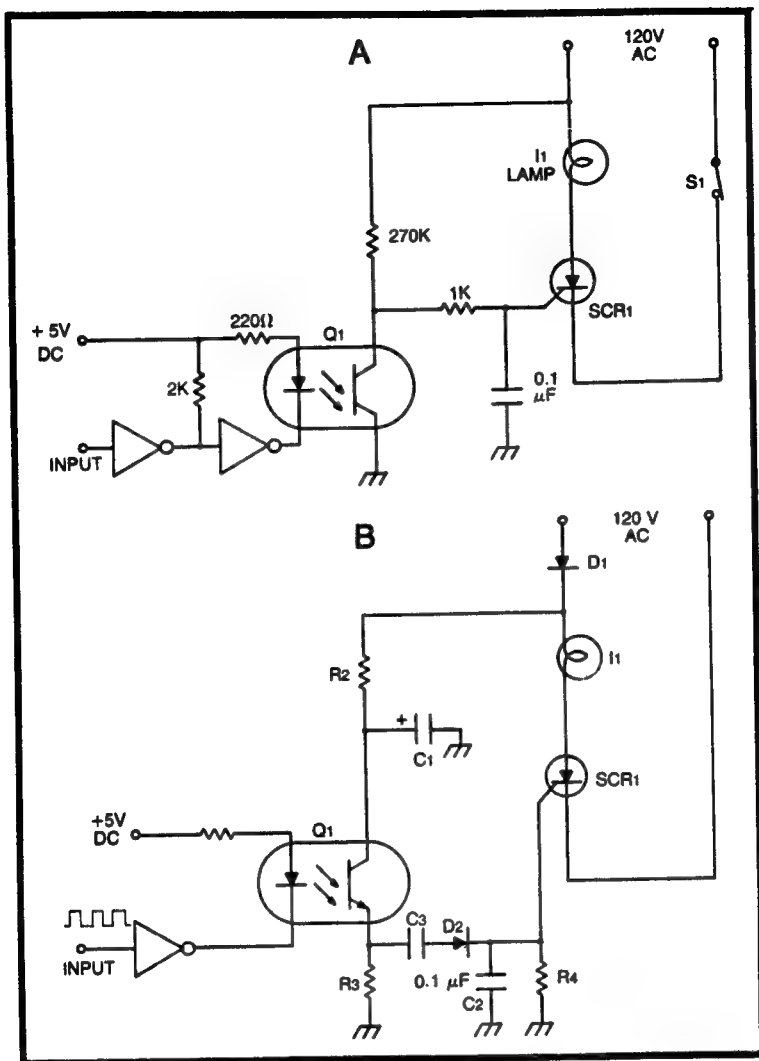 A
120V
AC
I1
LAMP
S1
270K
1K
SCR1
+ 5V
DC
220Ω
Q1
2K
0.1
µF
INPUT
B
120 V
AC
D1
R2
I1
+
C1
SCR1
+5V
DC
Q1
C3
D2
INPUT
R3
0.1 µF
C2
R4